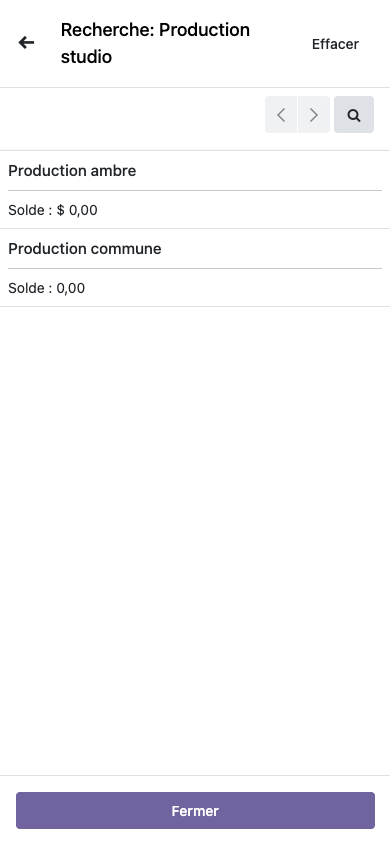 Recherche: Production
studio
Effacer
Production ambre
Solde : $ 0,00
Production commune
Solde : 0,00
Fermer